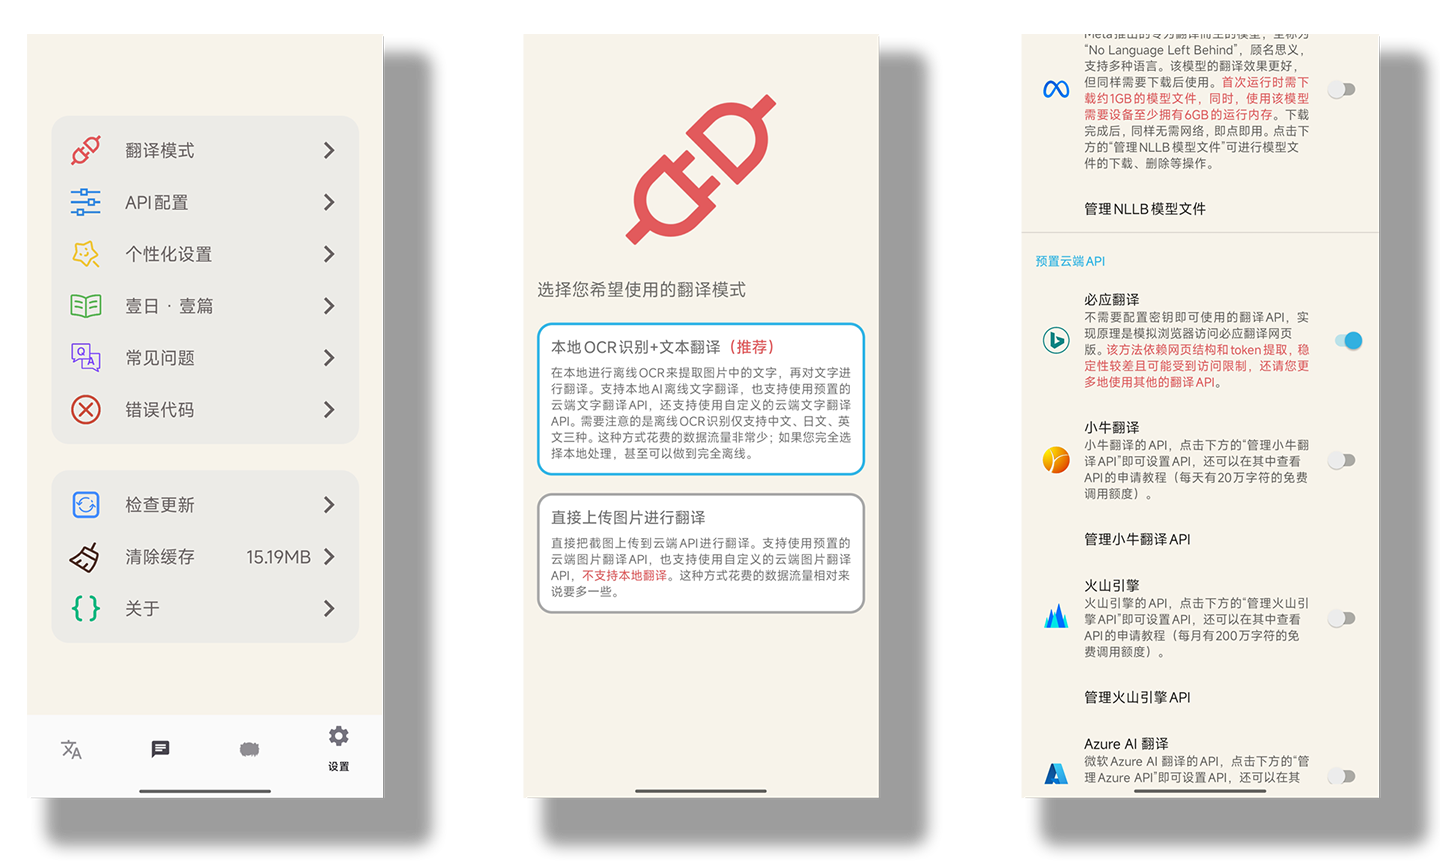 翻译模式
API配置
个性化设置
壹日 · 壹篇
常见问题
错误代码
检查更新
清除缓存 15.19MB
关于
设置
选择您希望使用的翻译模式
本地OCR识别+文本翻译（推荐）
在本地进行离线OCR来提取图片中的文字，再对文字进
行翻译。支持本地AI离线文字翻译，也支持使用预置的
云端文字翻译API，还支持使用自定义的云端文字翻译
API。需要注意的是离线OCR识别仅支持中文、日文、英
文三种。这种方式花费的数据流量非常少；如果您完全选
择本地处理，甚至可以做到完全离线。
直接上传图片进行翻译
直接把截图上传到云端API进行翻译。支持使用预置的
云端图片翻译API，也支持使用自定义的云端图片翻译
API，不支持本地翻译。这种方式花费的数据流量相对来
说要多一些。
Meta推出的专为翻译而生的模型，全称为
“No Language Left Behind”，顾名思义，
支持多种语言。该模型的翻译效果更好，
但同样需要下载后使用。首次运行时需下
载约1GB的模型文件，同时，使用该模型
需要设备至少拥有6GB的运行内存。下载
完成后，同样无需网络，即点即用。点击下
方的“管理NLLB模型文件”可进行模型文
件的下载、删除等操作。
管理NLLB模型文件
预置云端API
必应翻译
不需要配置密钥即可使用的翻译API，实
现原理是模拟浏览器访问必应翻译网页
版。该方法依赖网页结构和token提取，稳
定性较差且可能受到访问限制，还请您更
多地使用其他的翻译API。
小牛翻译
小牛翻译的API，点击下方的“管理小牛翻
译API”即可设置API，还可以在其中查看
API的申请教程（每天有20万字符的免费
调用额度）。
管理小牛翻译API
火山引擎
火山引擎的API，点击下方的“管理火山引
擎API”即可设置API，还可以在其中查看
API的申请教程（每月有200万字符的免
费调用额度）。
管理火山引擎API
Azure AI 翻译
微软Azure AI 翻译的API，点击下方的“管
理Azure API”即可设置API，还可以在其